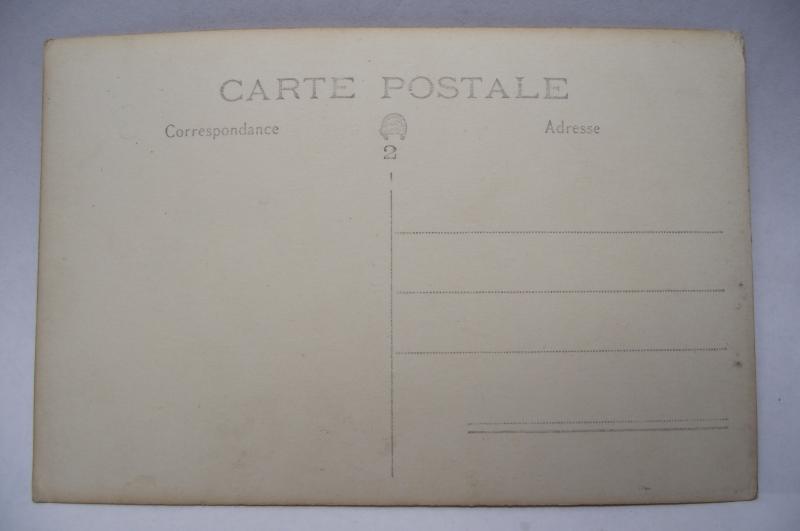 CARTE POSTALE
Correspondance
Adresse
2